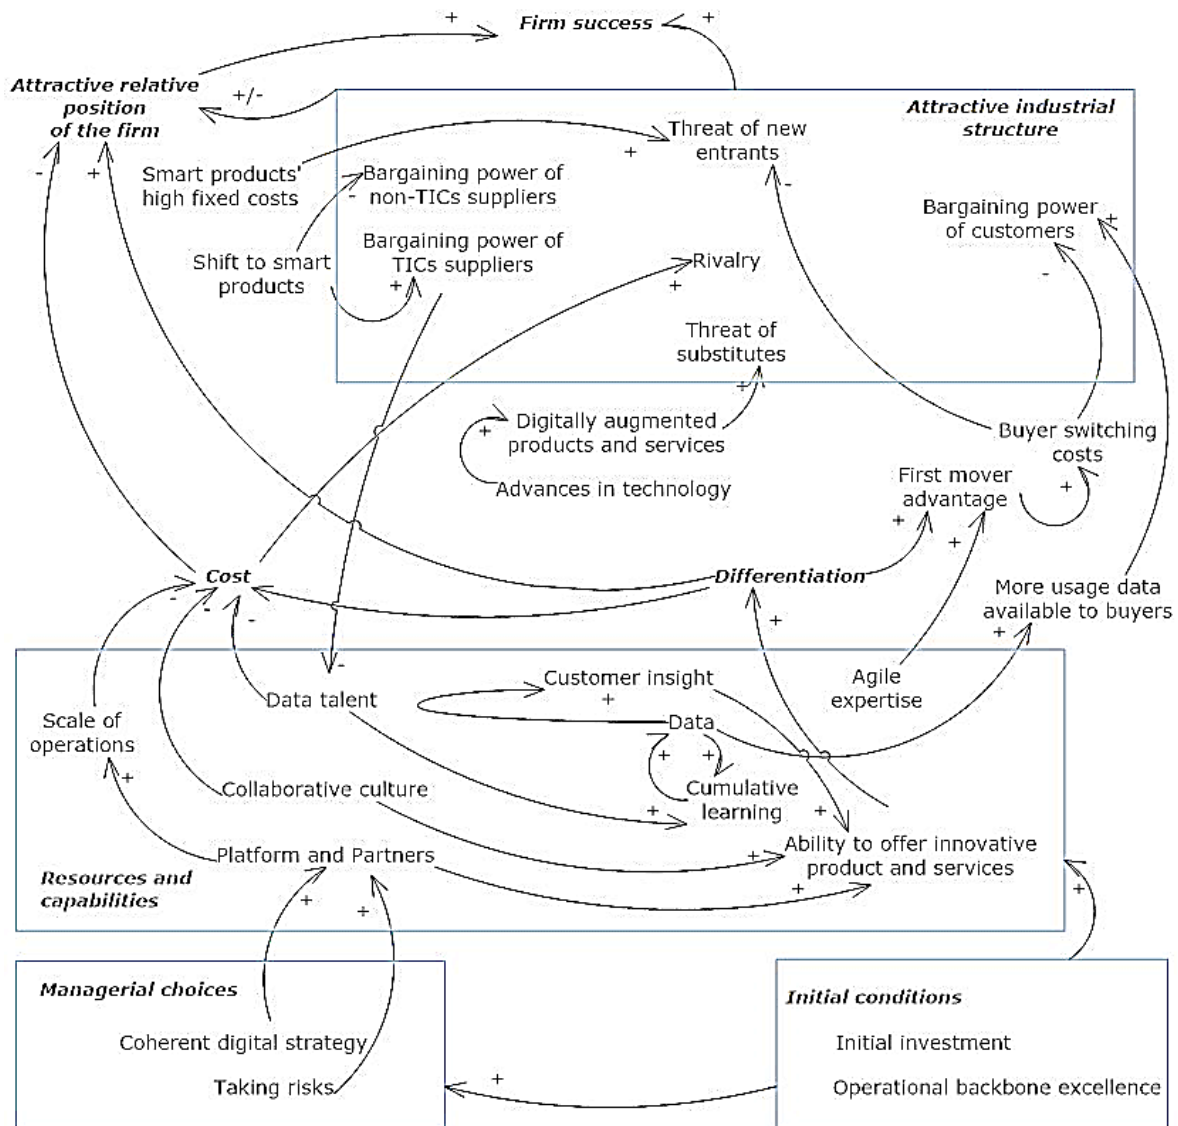 Firm success
Attractive relative
position
of the firm
+
+
+/-
Attractive industrial
structure
Threat of new
entrants
-
+
+
-
Smart products'
high fixed costs
Bargaining power of
non-TICs suppliers
-
Bargaining power
of customers
+
-
Bargaining power of
TICs suppliers
+
Shift to smart
products
Rivalry
+
Threat of
substitutes
+
Digitally augmented
products and services
+
Advances in technology
Buyer switching
costs
+
First mover
advantage
+
+
Cost
-
-
-
Differentiation
+
More usage data
available to buyers
+
Agile
expertise
-
Data talent
Customer insight
+
Data
+
+
Cumulative
learning
+
+
Scale of
operations
+
Collaborative culture
Ability to offer innovative
product and services
+
+
Platform and Partners
Resources and
capabilities
+
+
+
Managerial choices
Coherent digital strategy
Taking risks
+
Initial conditions
Initial investment
Operational backbone excellence